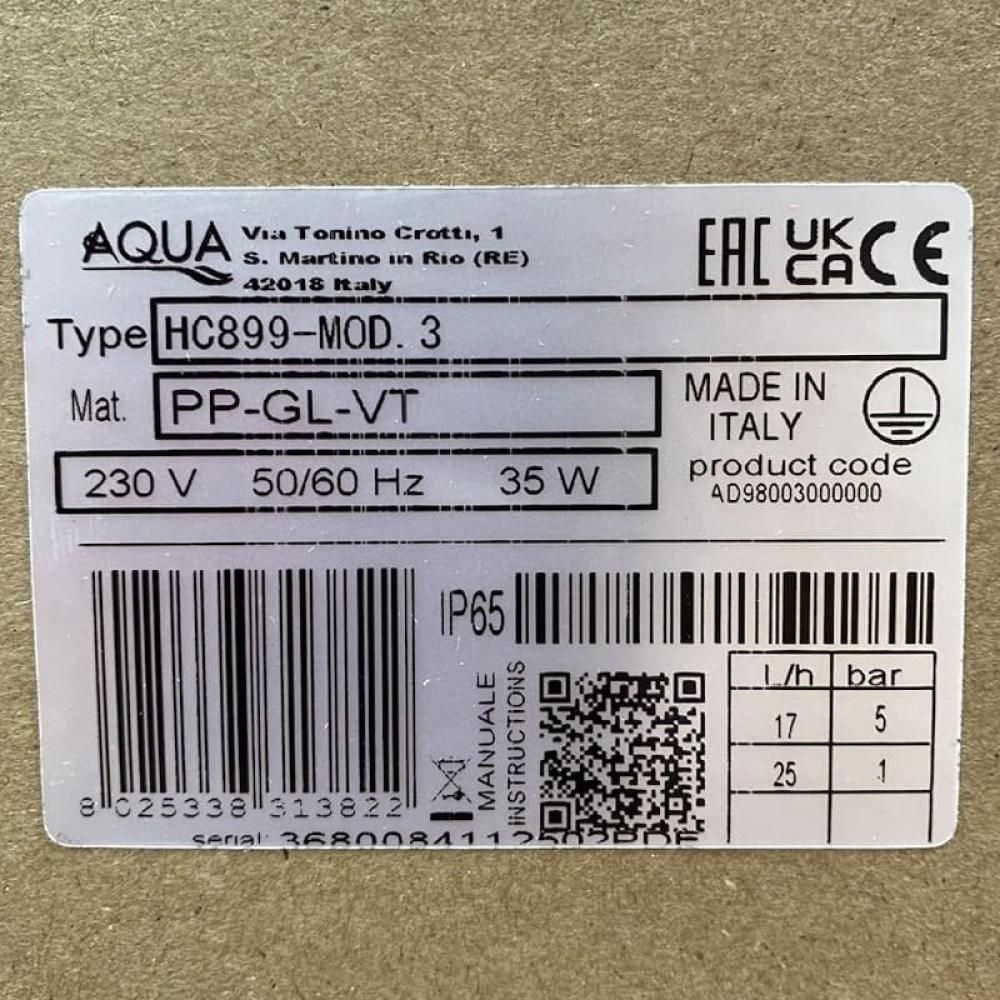 AQUA
Via Tonino Crotti, 1
S. Martino in Rio (RE)
42018 Italy
EAC UKCA CE
Type HC899-MOD. 3
Mat. PP-GL-VT
MADE IN
ITALY
230 V 50/60 Hz 35 W
product code
AD98003000000
IP65
MANUALE
INSTRUCTIONS
L/h bar
17 5
25 1
8 025338 313822
serial: